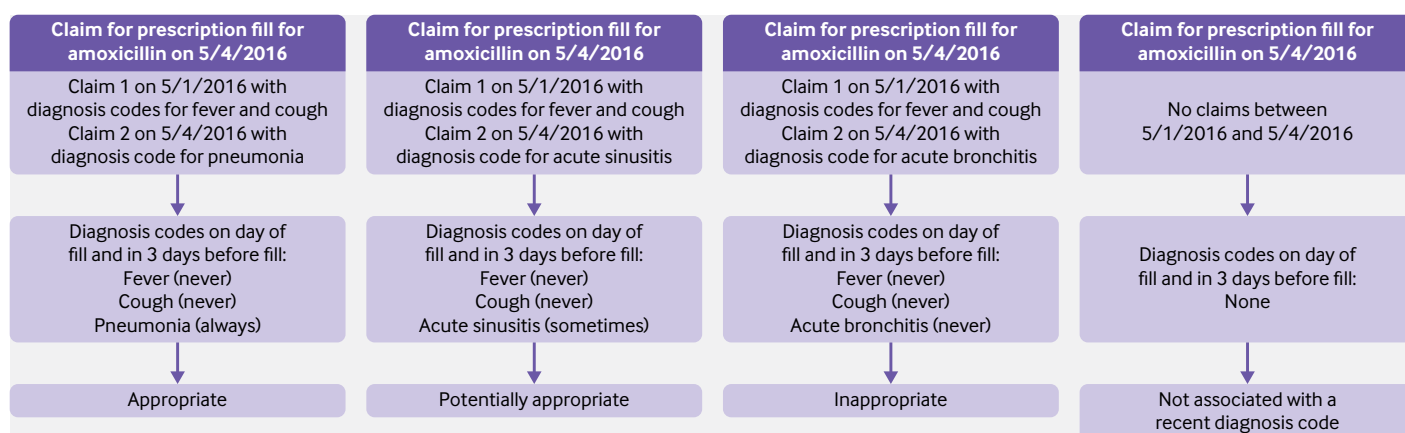 Claim for prescription fill for
amoxicillin on 5/4/2016
Claim 1 on 5/1/2016 with
diagnosis codes for fever and cough
Claim 2 on 5/4/2016 with
diagnosis code for pneumonia
Diagnosis codes on day of
fill and in 3 days before fill:
Fever (never)
Cough (never)
Pneumonia (always)
Appropriate
Claim for prescription fill for
amoxicillin on 5/4/2016
Claim 1 on 5/1/2016 with
diagnosis codes for fever and cough
Claim 2 on 5/4/2016 with
diagnosis code for acute sinusitis
Diagnosis codes on day of
fill and in 3 days before fill:
Fever (never)
Cough (never)
Acute sinusitis (sometimes)
Potentially appropriate
Claim for prescription fill for
amoxicillin on 5/4/2016
Claim 1 on 5/1/2016 with
diagnosis codes for fever and cough
Claim 2 on 5/4/2016 with
diagnosis code for acute bronchitis
Diagnosis codes on day of
fill and in 3 days before fill:
Fever (never)
Cough (never)
Acute bronchitis (never)
Inappropriate
Claim for prescription fill for
amoxicillin on 5/4/2016
No claims between
5/1/2016 and 5/4/2016
Diagnosis codes on day of
fill and in 3 days before fill:
None
Not associated with a
recent diagnosis code